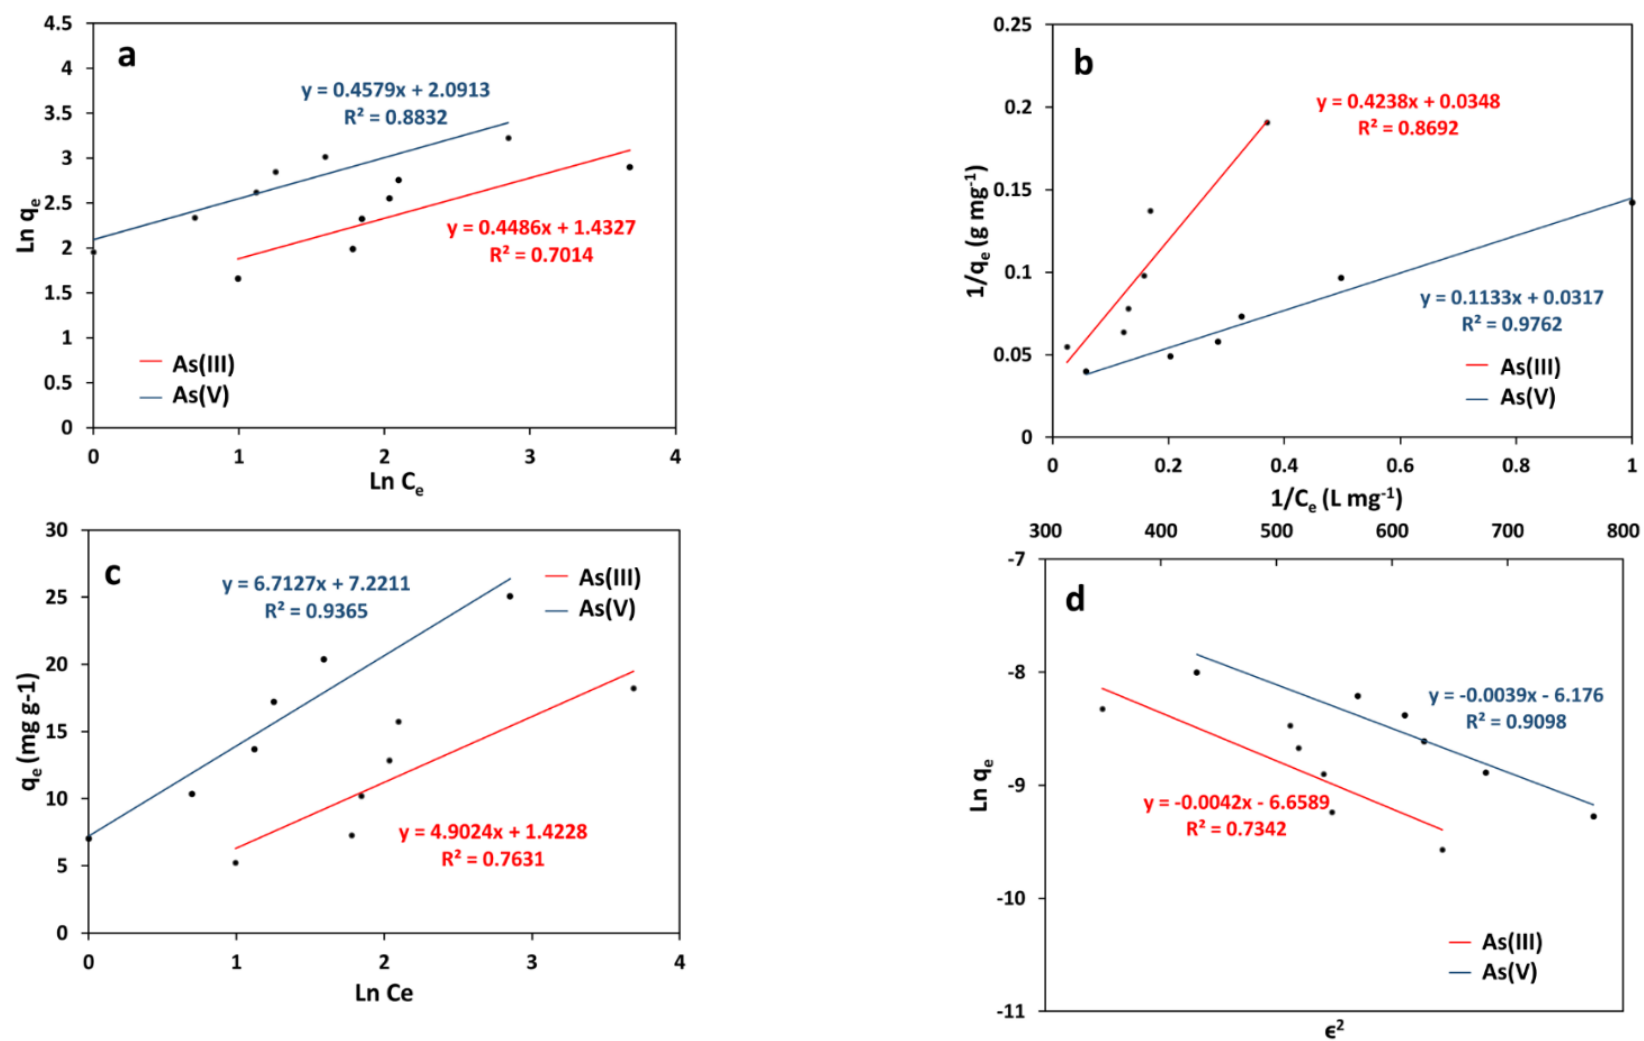 a
4.5
4
3.5
3
2.5
2
1.5
1
0.5
0
Ln qₑ
y = 0.4579x + 2.0913
R² = 0.8832
y = 0.4486x + 1.4327
R² = 0.7014
As(III)
As(V)
0 1 2 3 4
Ln Cₑ
b
0.25
0.2
0.15
0.1
0.05
0
1/qₑ (g mg⁻¹)
y = 0.4238x + 0.0348
R² = 0.8692
y = 0.1133x + 0.0317
R² = 0.9762
As(III)
As(V)
0 0.2 0.4 0.6 0.8 1
1/Cₑ (L mg⁻¹)
c
30
25
20
15
10
5
0
qₑ (mg g-1)
y = 6.7127x + 7.2211
R² = 0.9365
As(III)
As(V)
y = 4.9024x + 1.4228
R² = 0.7631
0 1 2 3 4
Ln Ce
300 400 500 600 700 800
d
-7
-8
-9
-10
-11
Ln qₑ
y = -0.0039x - 6.176
R² = 0.9098
y = -0.0042x - 6.6589
R² = 0.7342
As(III)
As(V)
ϵ²